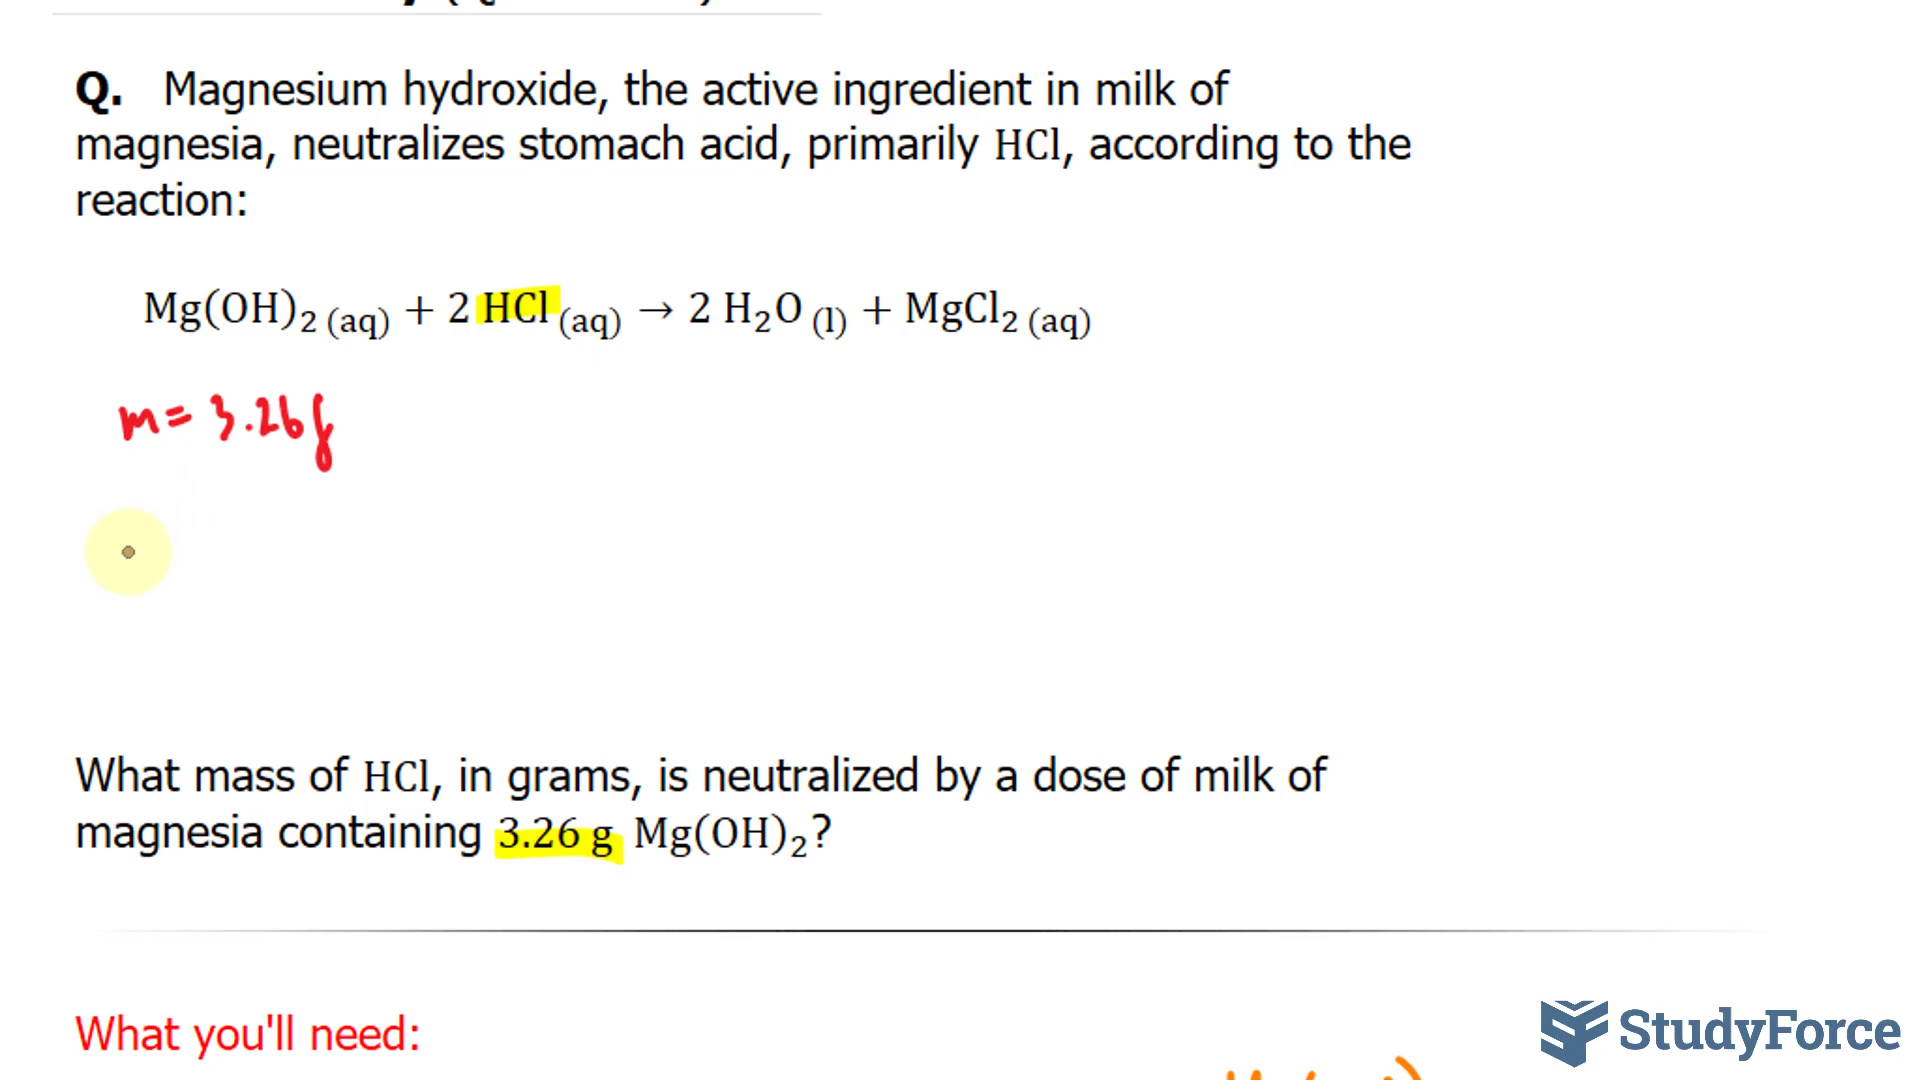 Q. Magnesium hydroxide, the active ingredient in milk of
magnesia, neutralizes stomach acid, primarily HCl, according to the
reaction:
Mg(OH)₂ (aq) + 2 HCl (aq) → 2 H₂O (l) + MgCl₂ (aq)
m = 3.26g
What mass of HCl, in grams, is neutralized by a dose of milk of
magnesia containing 3.26 g Mg(OH)₂?
What you'll need:
StudyForce